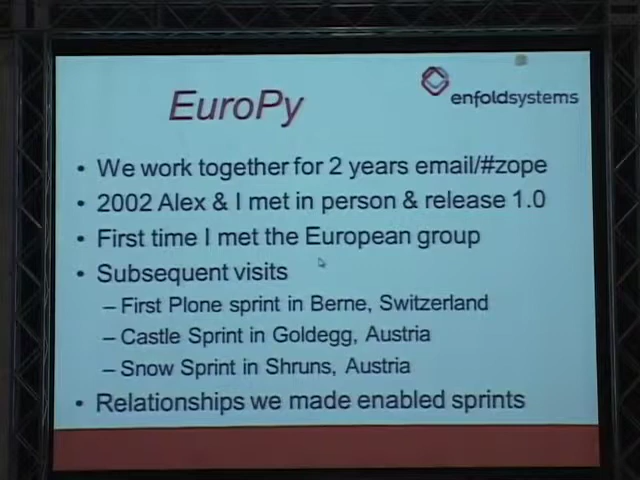 EuroPy
enfoldsystems
• We work together for 2 years email/#zope
• 2002 Alex & I met in person & release 1.0
• First time I met the European group
• Subsequent visits
– First Plone sprint in Berne, Switzerland
– Castle Sprint in Goldegg, Austria
– Snow Sprint in Shruns, Austria
• Relationships we made enabled sprints